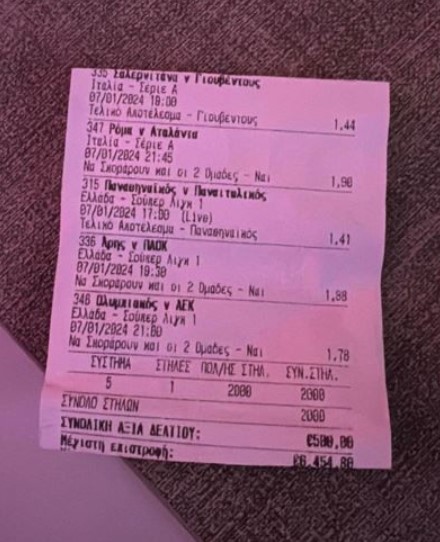 335 Σαλερνιτάνα v Γιουβέντους
Ιταλία - Σέριε Α
07/01/2024 19:00
Τελικό Αποτέλεσμα - Γιουβέντους 1,44
347 Ρόμα v Αταλάντα
Ιταλία - Σέριε Α
07/01/2024 21:45
Να Σκοράρουν και οι 2 Ομάδες - Ναι 1,90
315 Παναθηναϊκός v Παναιτωλικός
Ελλάδα - Σούπερ Λιγκ 1
07/01/2024 17:00 (Live)
Τελικό Αποτέλεσμα - Παναθηναϊκός 1,41
336 Άρης v ΠΑΟΚ
Ελλάδα - Σούπερ Λιγκ 1
07/01/2024 19:30
Να Σκοράρουν και οι 2 Ομάδες - Ναι 1,88
348 Ολυμπιακός v ΑΕΚ
Ελλάδα - Σούπερ Λιγκ 1
07/01/2024 21:00
Να Σκοράρουν και οι 2 Ομάδες - Ναι 1,78
ΣΥΣΤΗΜΑ ΣΤΗΛΕΣ ΠΟΛ/ΗΣ ΣΤΗΛ. ΣΥΝ.ΣΤΗΛ.
5 1 2000 2000
ΣΥΝΟΛΟ ΣΤΗΛΩΝ 2000
ΣΥΝΟΛΙΚΗ ΑΞΙΑ ΔΕΛΤΙΟΥ: €500,00
Μέγιστη επιστροφή: €6.454,80